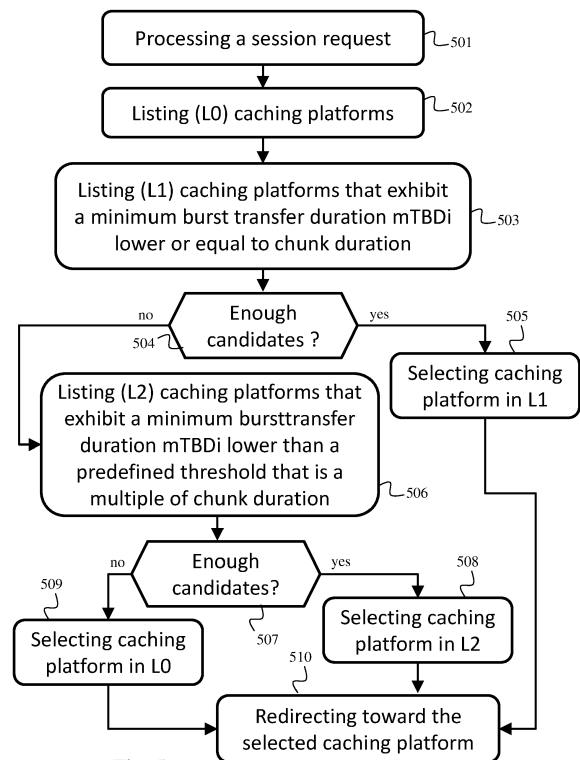 Processing a session request
501
Listing (L0) caching platforms
502
Listing (L1) caching platforms that exhibit
a minimum burst transfer duration mTBDi
lower or equal to chunk duration
503
no
Enough
candidates ?
yes
504
505
Selecting caching
platform in L1
Listing (L2) caching platforms that
exhibit a minimum bursttransfer
duration mTBDi lower than a
predefined threshold that is a
multiple of chunk duration
506
no
Enough
candidates?
yes
507
508
509
Selecting caching
platform in L2
Selecting caching
platform in L0
510
Redirecting toward the
selected caching platform